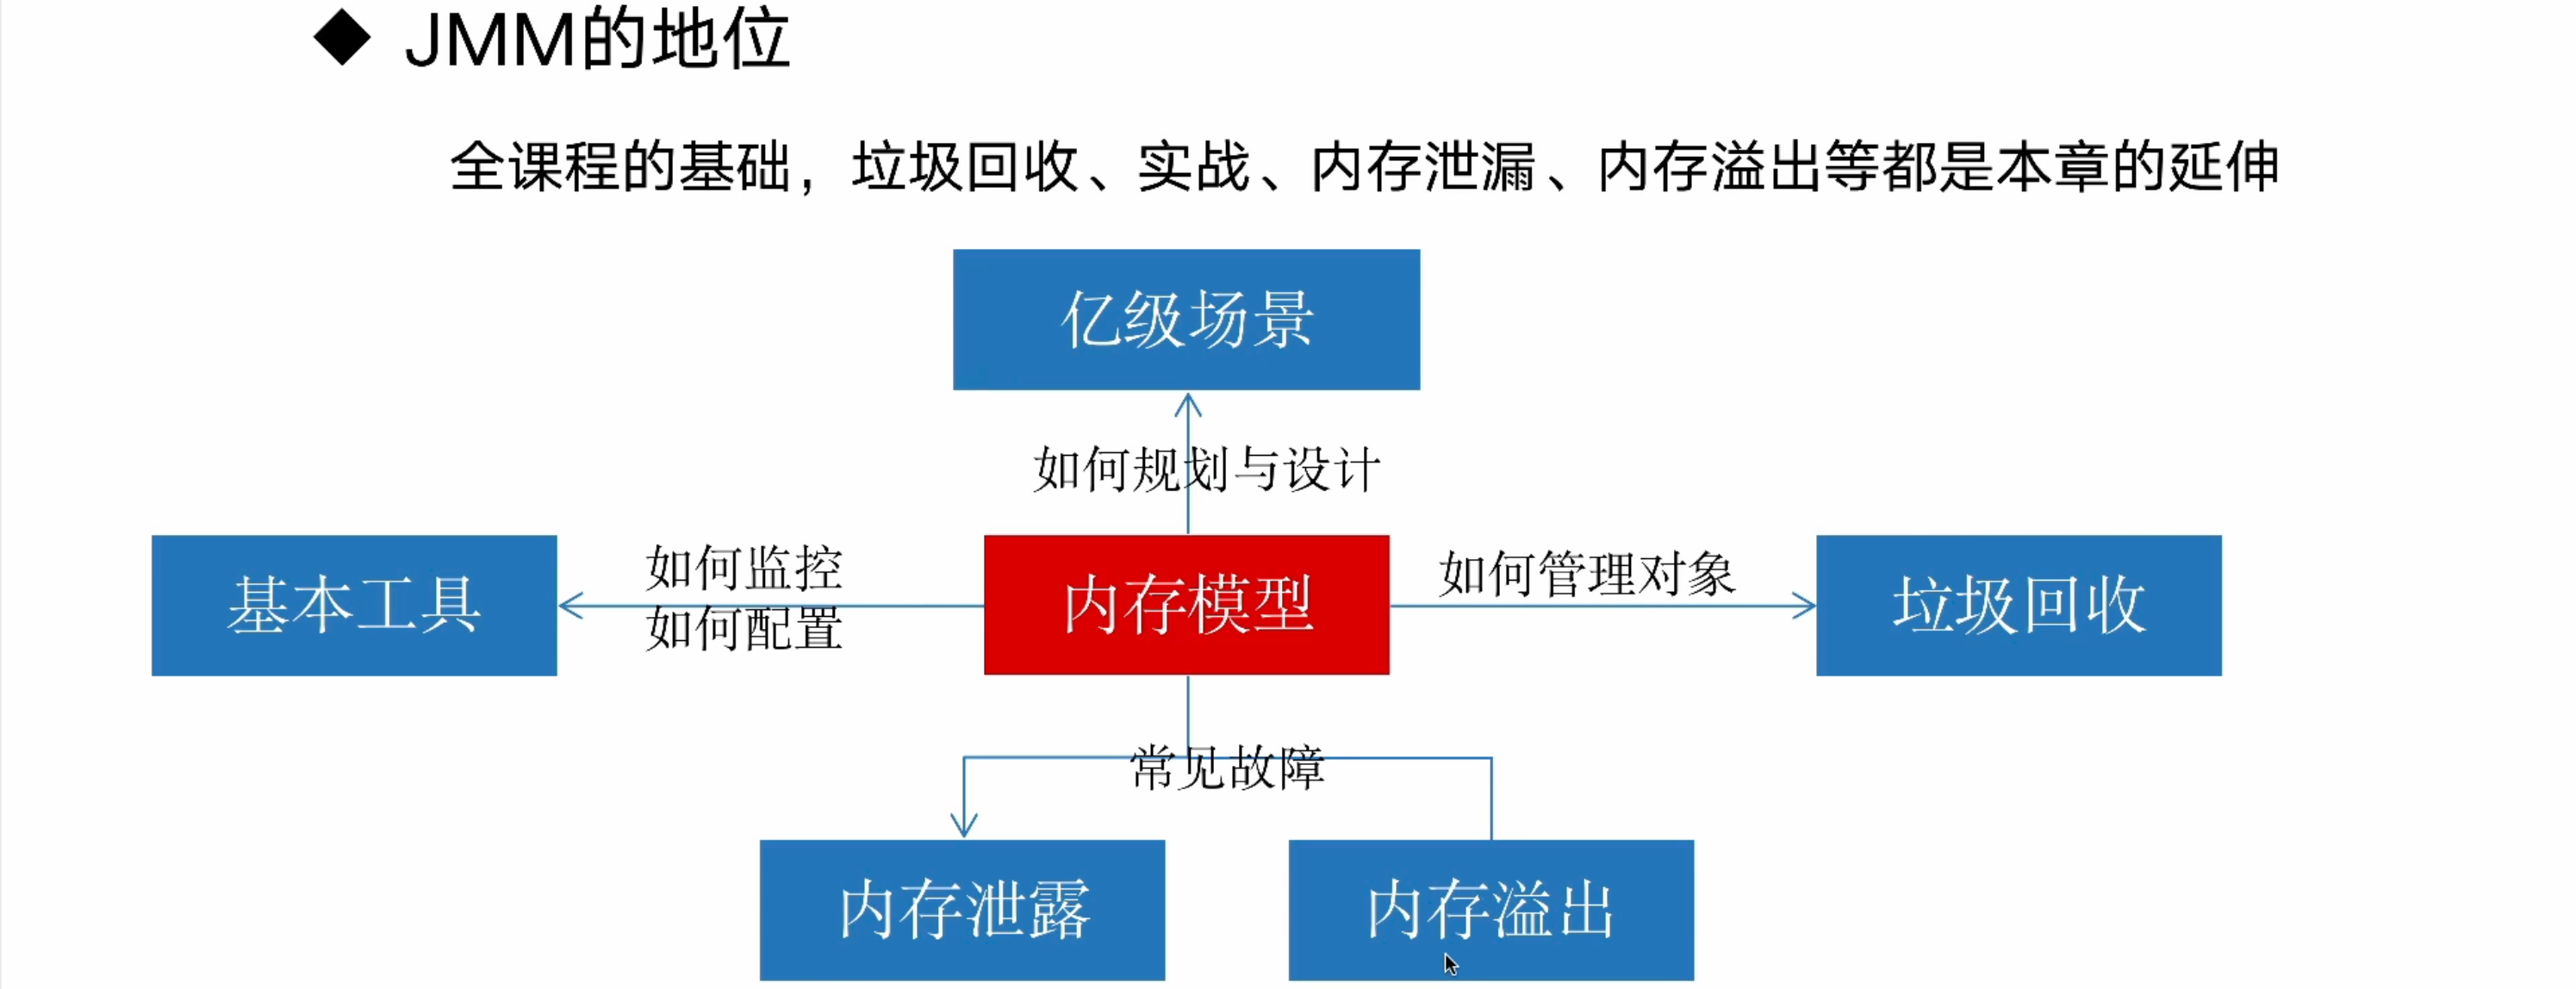 ◆ JMM的地位
全课程的基础，垃圾回收、实战、内存泄漏、内存溢出等都是本章的延伸
亿级场景
如何规划与设计
基本工具
如何监控
如何配置
内存模型
如何管理对象
垃圾回收
常见故障
内存泄露
内存溢出